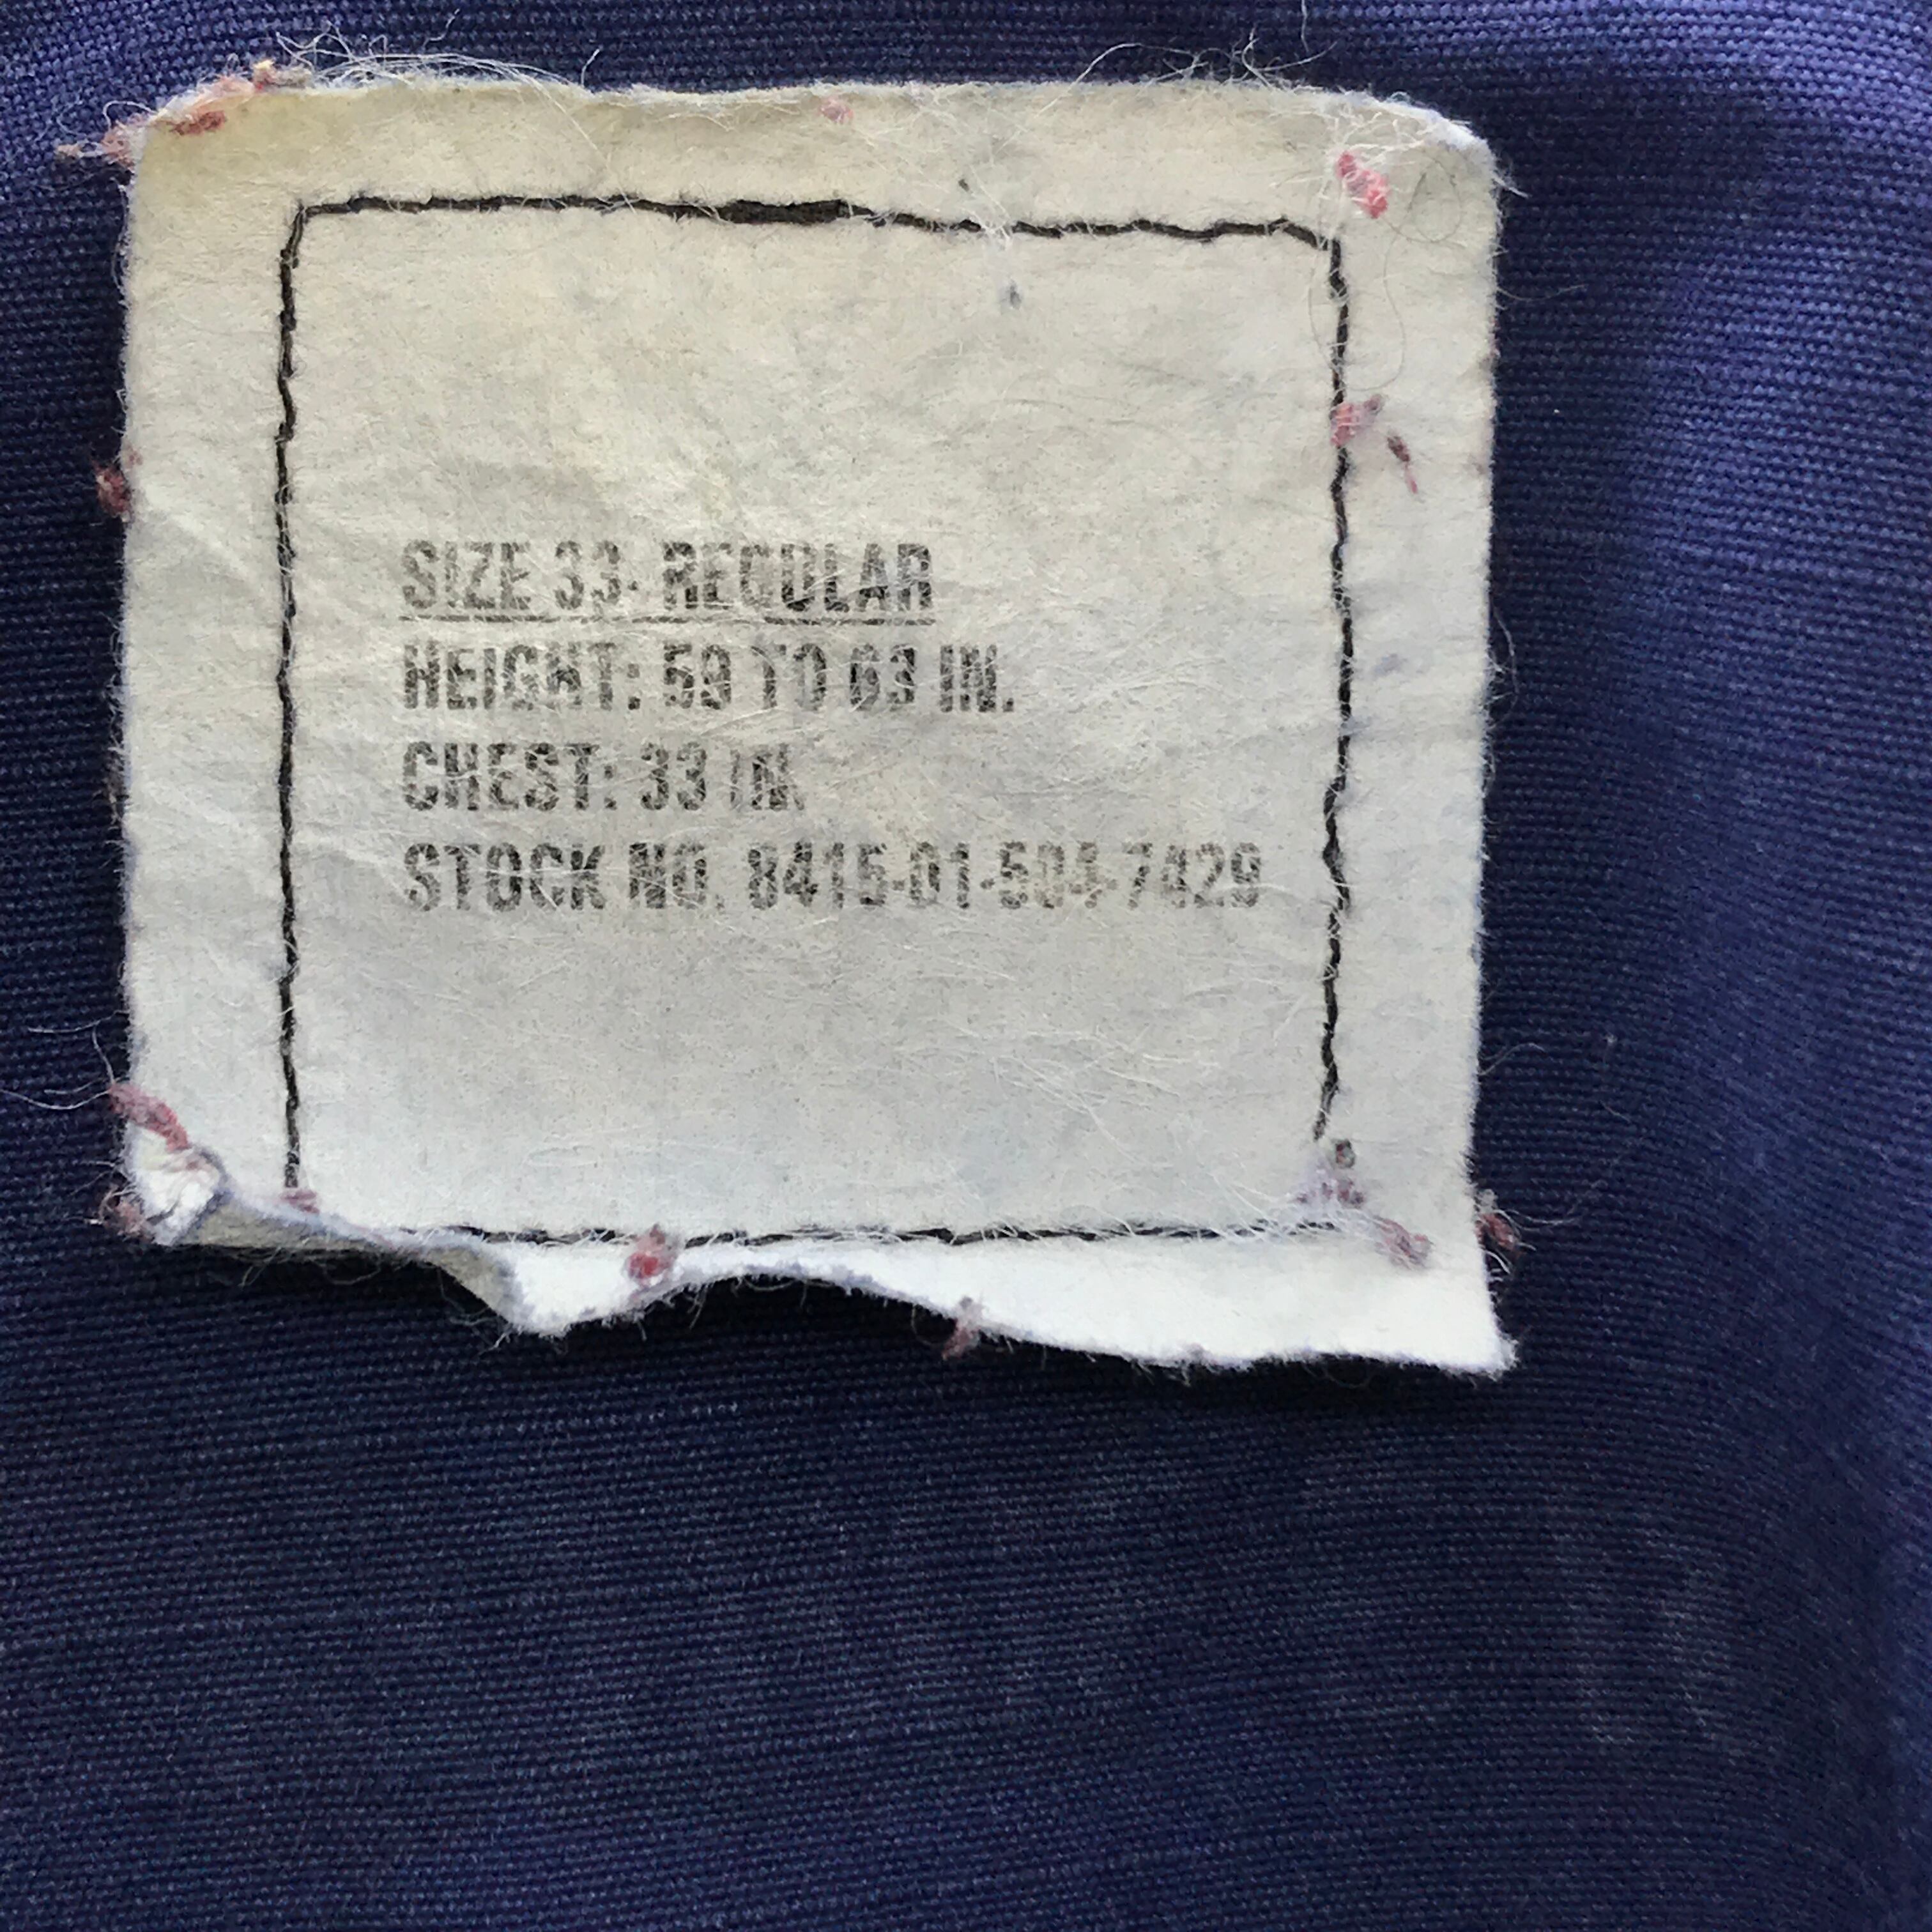 SIZE 33- REGULAR
HEIGHT: 59 TO 63 IN.
CHEST: 33 IN.
STOCK NO. 8415-01-504-7429